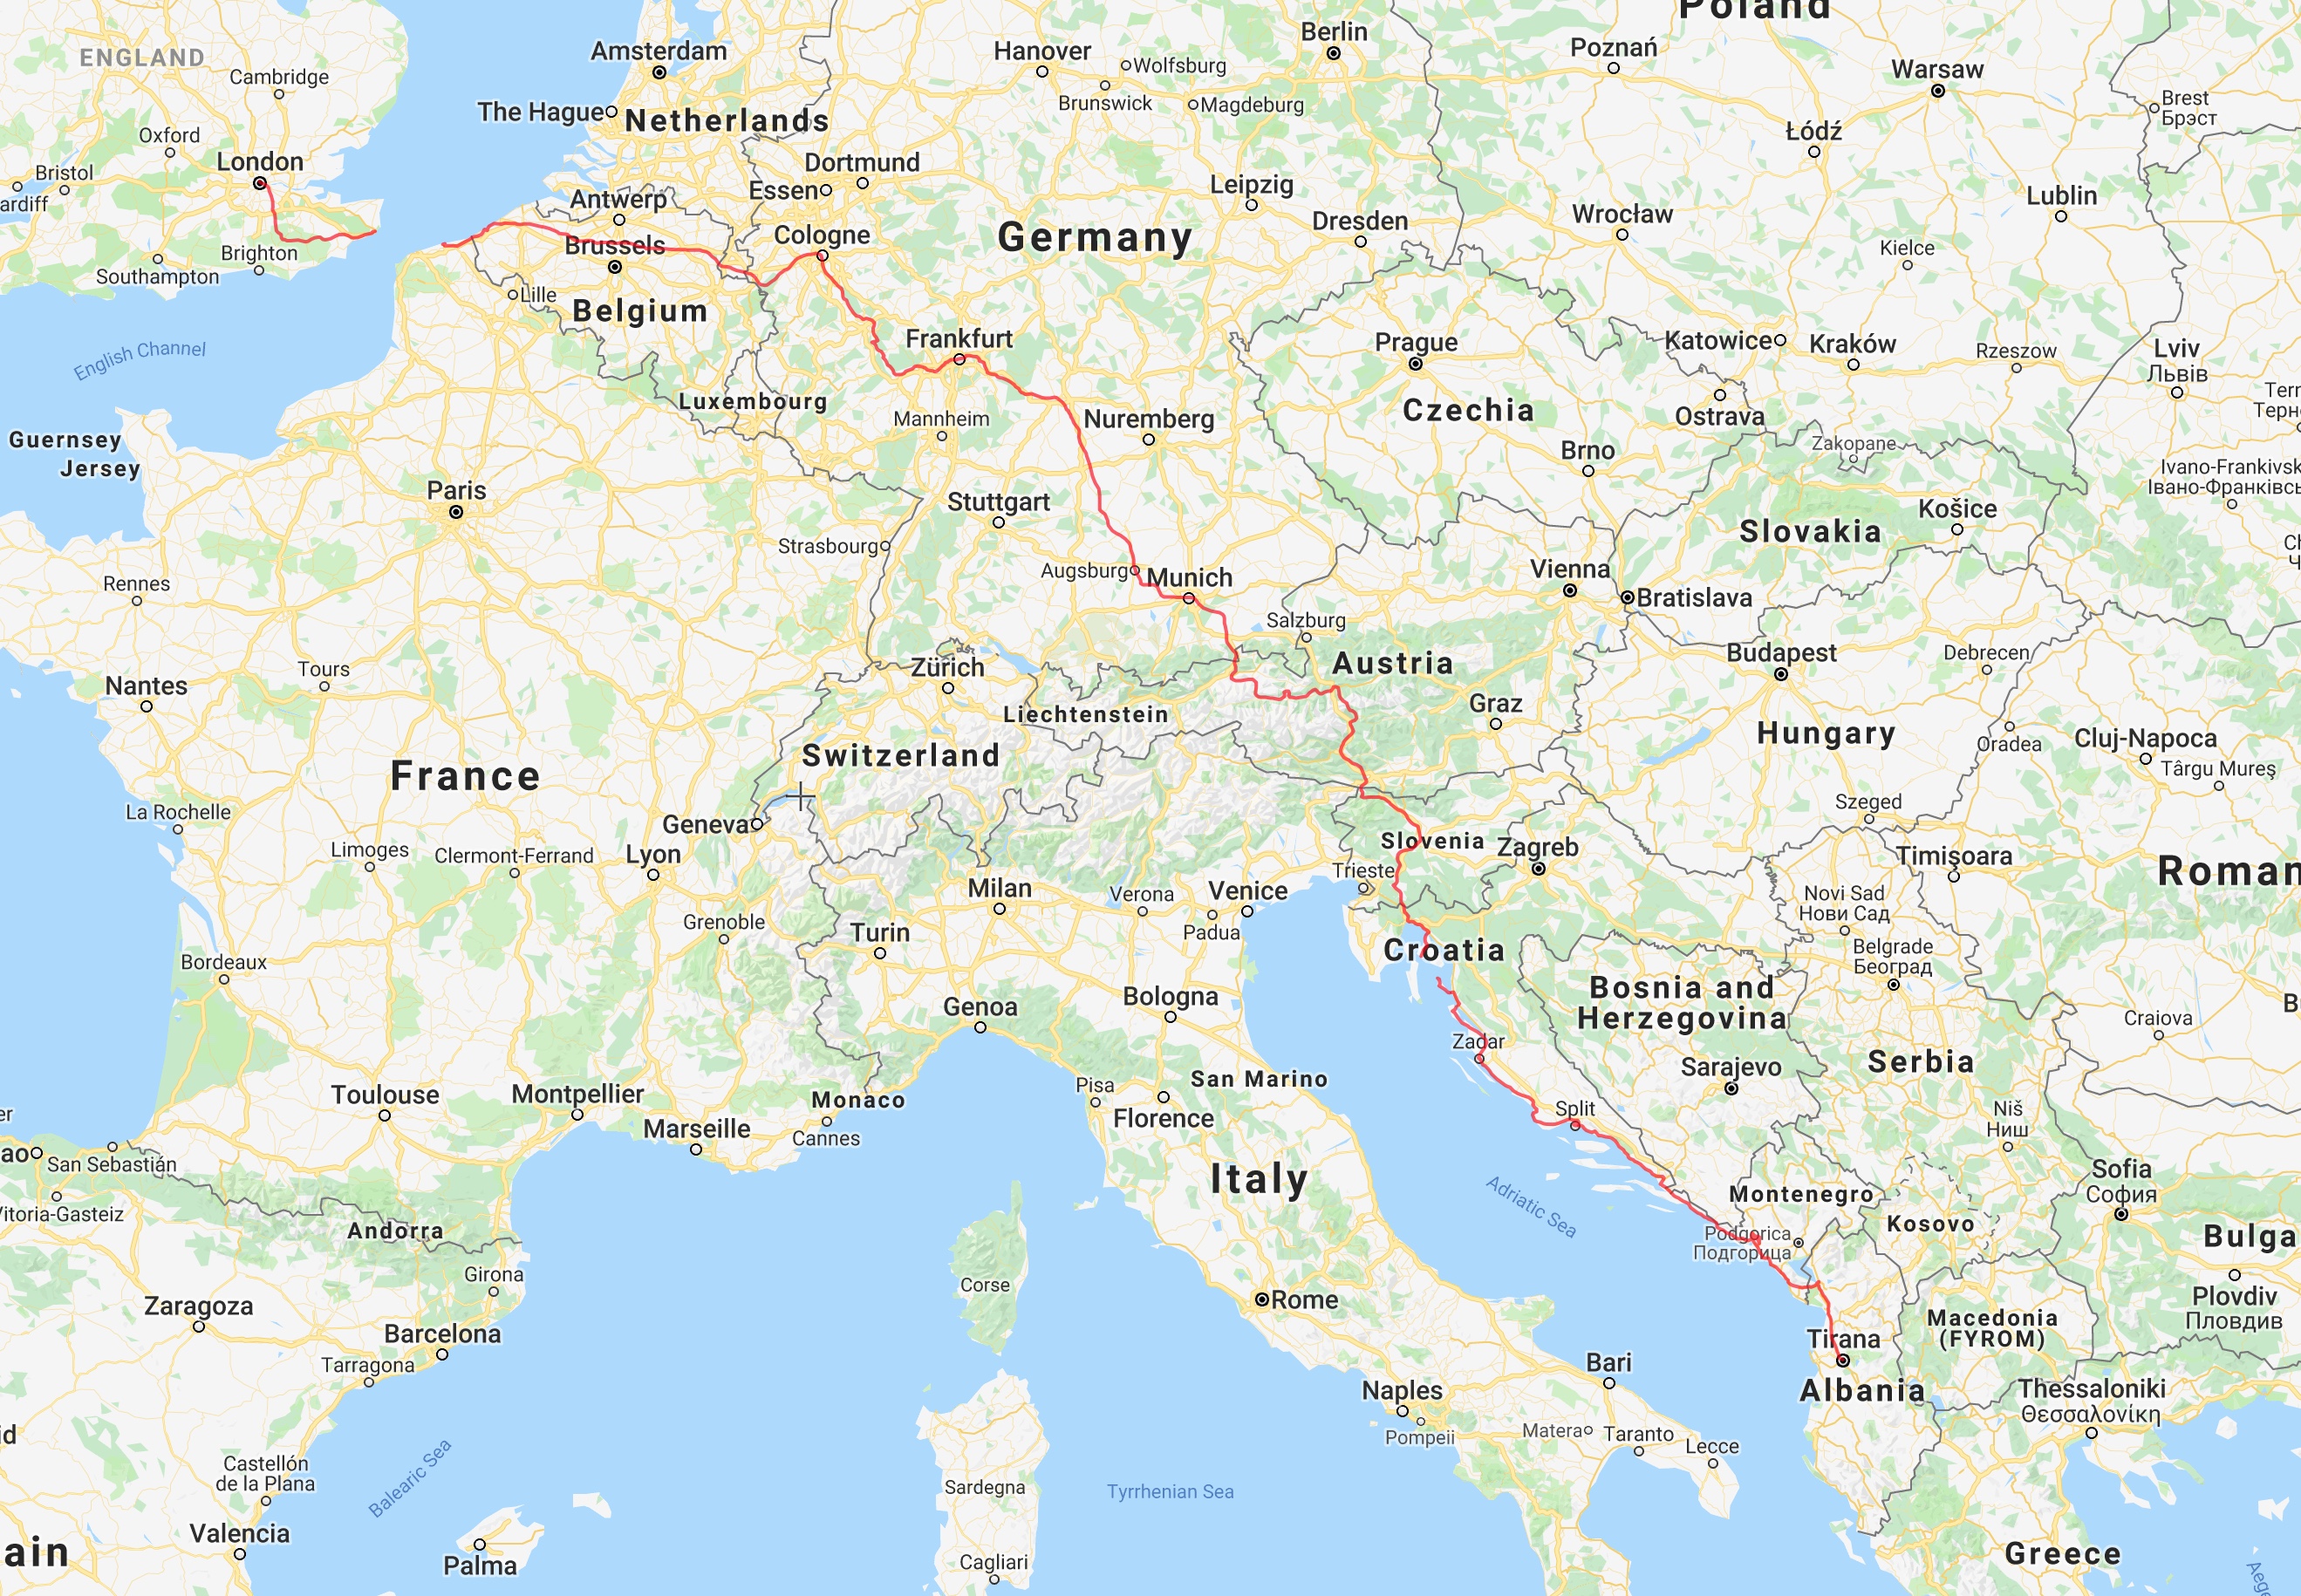 Poland
ENGLAND
Cambridge
Amsterdam
Hanover
Wolfsburg
Berlin
Poznań
Warsaw
The Hague
Netherlands
Brunswick
Magdeburg
Brest
Брэст
Oxford
London
Łódź
Bristol
Dortmund
Essen
Leipzig
Lublin
ardiff
Antwerp
Dresden
Wrocław
Brussels
Cologne
Germany
Kielce
Brighton
Southampton
Lille
Belgium
English Channel
Frankfurt
Prague
Katowice
Kraków
Rzeszow
Lviv
Львів
Luxembourg
Mannheim
Nuremberg
Czechia
Ostrava
Tern
Терно
Guernsey
Jersey
Brno
Zakopane
Ivano-Frankivsk
Івано-Франківсь
Paris
Stuttgart
Slovakia
Košice
Strasbourg
Augsburg
Munich
Vienna
Bratislava
Rennes
Salzburg
Zürich
Austria
Budapest
Debrecen
Nantes
Tours
Liechtenstein
Graz
Hungary
Oradea
Cluj-Napoca
Târgu Mureș
France
Switzerland
La Rochelle
Geneva
Szeged
Limoges
Clermont-Ferrand
Lyon
Slovenia
Zagreb
Timișoara
Roman
Trieste
Milan
Verona
Venice
Novi Sad
Нови Сад
Grenoble
Turin
Padua
Croatia
Belgrade
Београд
Bordeaux
Genoa
Bologna
Bosnia and
Herzegovina
Craiova
Zadar
Serbia
Sarajevo
San Marino
Toulouse
Montpellier
Monaco
Pisa
Florence
Split
Niš
Ниш
Marseille
Cannes
ao
San Sebastián
Italy
Adriatic Sea
Montenegro
Sofia
София
Vitoria-Gasteiz
Andorra
Kosovo
Podgorica
Подгорица
Bulga
Girona
Corse
Zaragoza
Rome
Plovdiv
Пловдив
Barcelona
Macedonia
(FYROM)
Tarragona
Tirana
Bari
Albania
Naples
Thessaloniki
Θεσσαλονίκη
Pompeii
Matera
Taranto
Lecce
id
Balearic Sea
Castellón
de la Plana
Sardegna
Tyrrhenian Sea
Valencia
Palma
Cagliari
ain
Greece
Aege